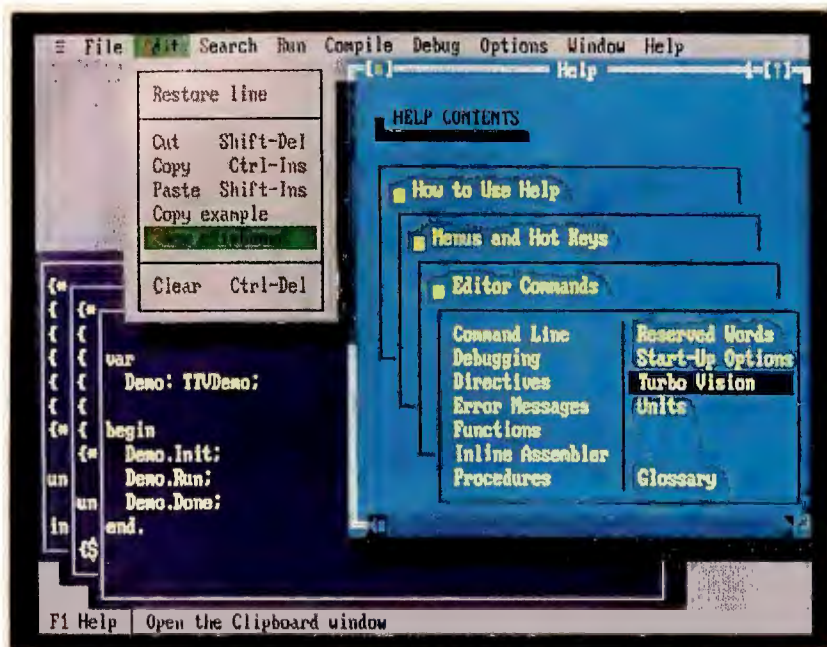 ≡ File Edit Search Run Compile Debug Options Window Help
Restore line
Cut Shift-Del
Copy Ctrl-Ins
Paste Shift-Ins
Copy example
Clear Ctrl-Del
Help
HELP CONTENTS
How to Use Help
Menus and Hot Keys
Editor Commands
Command Line
Debugging
Directives
Error Messages
Functions
Inline Assembler
Procedures
Reserved Words
Start-Up Options
Turbo Vision
Units
Glossary
{*
{
{
{
{
{*
un
in
{*
{
{
{
{
{
{*
un
{$
var
Demo: TTVDemo;
begin
Demo.Init;
Demo.Run;
Demo.Done;
end.
F1 Help | Open the Clipboard window